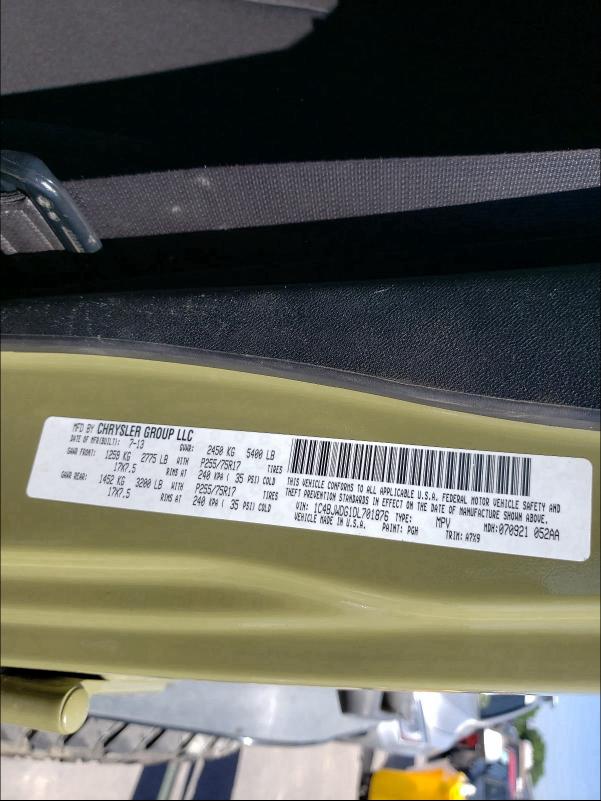 MFD BY CHRYSLER GROUP LLC
DATE OF MFR(BUILT): 7-13 GVWR: 2450 KG 5400 LB
GAWR FRONT: 1258 KG 2775 LB WITH P255/75R17 TIRES
17X7.5 RIMS AT 240 KPA ( 35 PSI) COLD
GAWR REAR: 1452 KG 3200 LB WITH P255/75R17 TIRES
17X7.5 RIMS AT 240 KPA ( 35 PSI) COLD
THIS VEHICLE CONFORMS TO ALL APPLICABLE U.S.A. FEDERAL MOTOR VEHICLE SAFETY AND
THEFT PREVENTION STANDARDS IN EFFECT ON THE DATE OF MANUFACTURE SHOWN ABOVE.
VIN: 1C4BJWDG1DL701876 TYPE: MPV MDH: 070921 052AA
VEHICLE MADE IN U.S.A. PAINT: PGH TRIM: A7X9